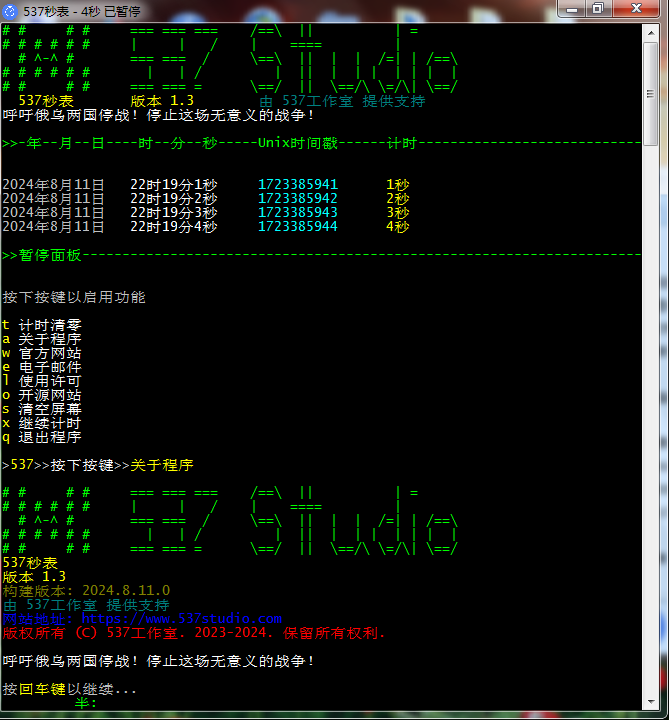 537秒表 - 4秒 已暂停
# #     # #     === === ===    /==\  ||          | =
# # # # # #     |     |   /    |    ====         |
  # ^-^ #       === ===  /     \==\  ||  |  |  /=| | /==\
# # # # # #       |   | /         |  ||  |  | |  | | |  |
# #     # #     === === =      \==/  ||  \==/\ \=/\| \==/
537秒表       版本 1.3        由 537工作室 提供支持
呼吁俄乌两国停战！停止这场无意义的战争！
>>-年--月--日----时--分--秒-----Unix时间戳------计时----------------------------
2024年8月11日   22时19分1秒     1723385941      1秒
2024年8月11日   22时19分2秒     1723385942      2秒
2024年8月11日   22时19分3秒     1723385943      3秒
2024年8月11日   22时19分4秒     1723385944      4秒
>>暂停面板----------------------------------------------------------------------
按下按键以启用功能
t 计时清零
a 关于程序
w 官方网站
e 电子邮件
l 使用许可
o 开源网站
s 清空屏幕
x 继续计时
q 退出程序
>537>>按下按键>>关于程序
# #     # #     === === ===    /==\  ||          | =
# # # # # #     |     |   /    |    ====         |
  # ^-^ #       === ===  /     \==\  ||  |  |  /=| | /==\
# # # # # #       |   | /         |  ||  |  | |  | | |  |
# #     # #     === === =      \==/  ||  \==/\ \=/\| \==/
537秒表
版本 1.3
构建版本: 2024.8.11.0
由 537工作室 提供支持
网站地址: https://www.537studio.com
版权所有 (C) 537工作室. 2023-2024. 保留所有权利.
呼吁俄乌两国停战！停止这场无意义的战争！
按回车键以继续...
半: